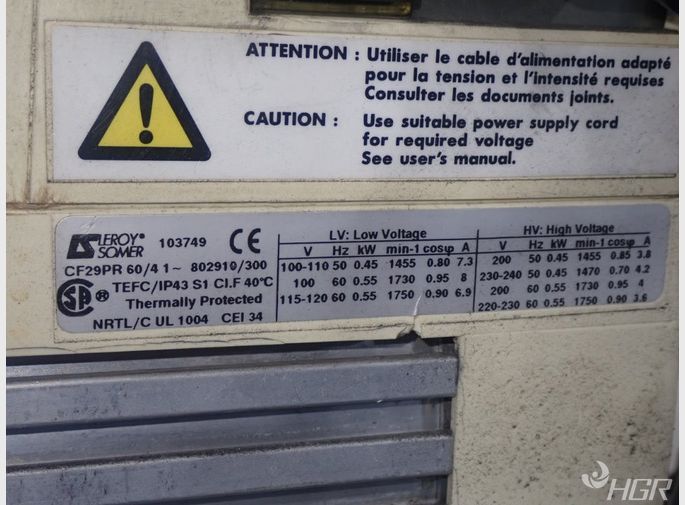 ATTENTION : Utiliser le cable d'alimentation adapté
pour la tension et l'intensité requises
Consulter les documents joints.
CAUTION : Use suitable power supply cord
for required voltage
See user's manual.
LEROY®
SOMER
103749 CE
CF29PR 60/4 1~ 802910/300
TEFC/IP43 S1 Cl.F 40°C
SA ®
Thermally Protected
NRTL/C UL 1004 CEI 34
LV: Low Voltage
V Hz kW min-1 cosφ A
100-110 50 0.45 1455 0.80 7.3
100 60 0.55 1730 0.95 8
115-120 60 0.55 1750 0.90 6.9
HV: High Voltage
V Hz kW min-1 cosφ A
200 50 0.45 1455 0.85 3.8
230-240 50 0.45 1470 0.70 4.2
200 60 0.55 1730 0.95 4
220-230 60 0.55 1750 0.90 3.6
HGR